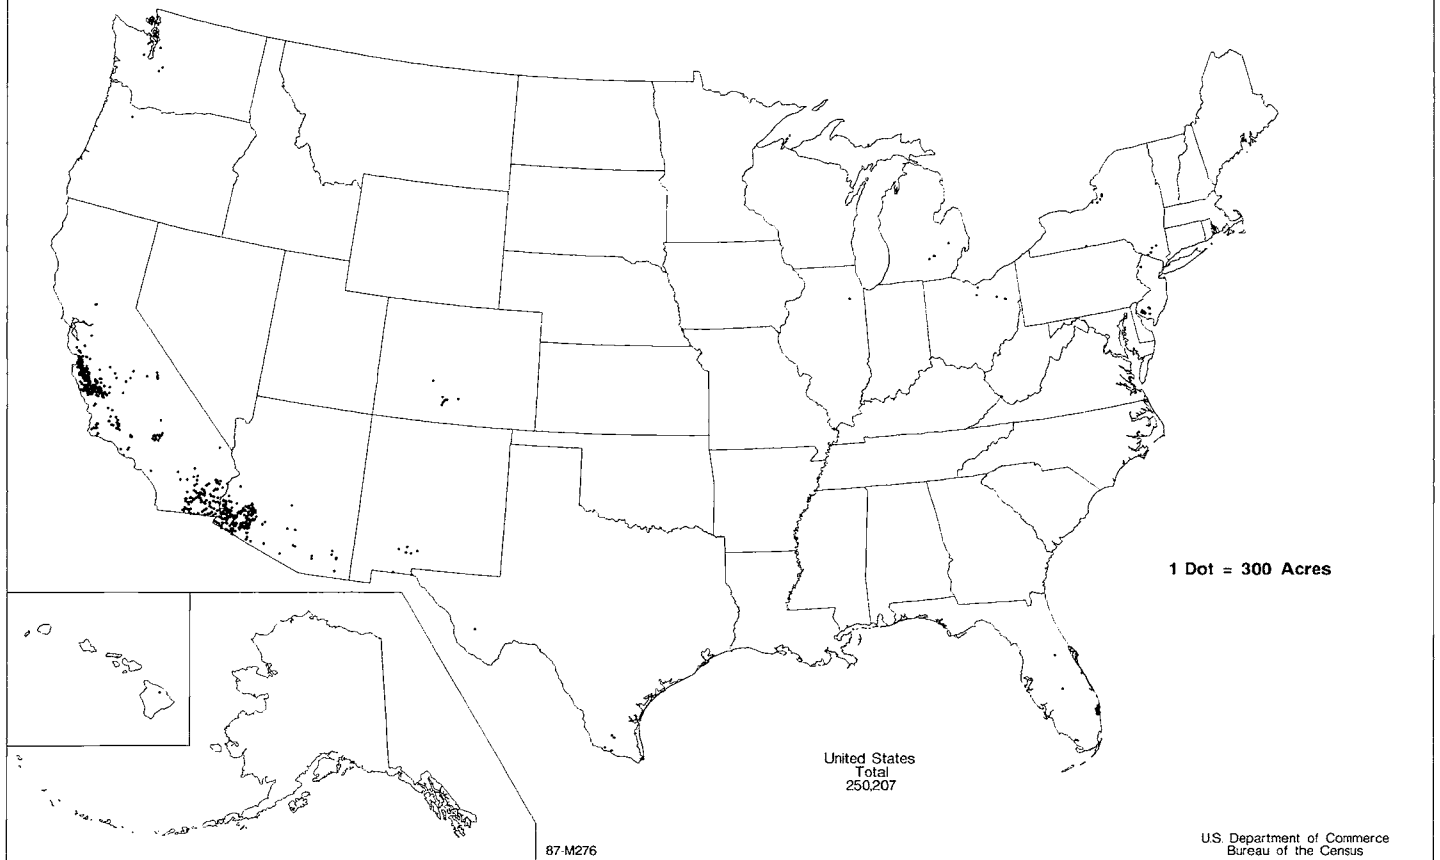 1 Dot = 300 Acres
United States
Total
250,207
87-M276
U.S. Department of Commerce
Bureau of the Census